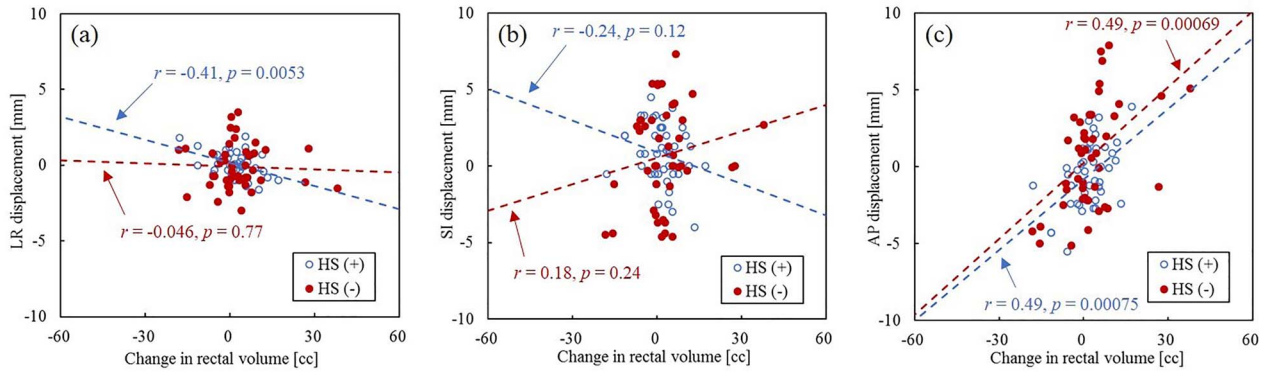 (a)
10
5
0
-5
-10
LR displacement [mm]
r = -0.41, p = 0.0053
r = -0.046, p = 0.77
HS (+)
HS (-)
-60 -30 0 30 60
Change in rectal volume [cc]
(b)
10
5
0
-5
-10
SI displacement [mm]
r = -0.24, p = 0.12
r = 0.18, p = 0.24
HS (+)
HS (-)
-60 -30 0 30 60
Change in rectal volume [cc]
(c)
10
5
0
-5
-10
AP displacement [mm]
r = 0.49, p = 0.00069
r = 0.49, p = 0.00075
HS (+)
HS (-)
-60 -30 0 30 60
Change in rectal volume [cc]